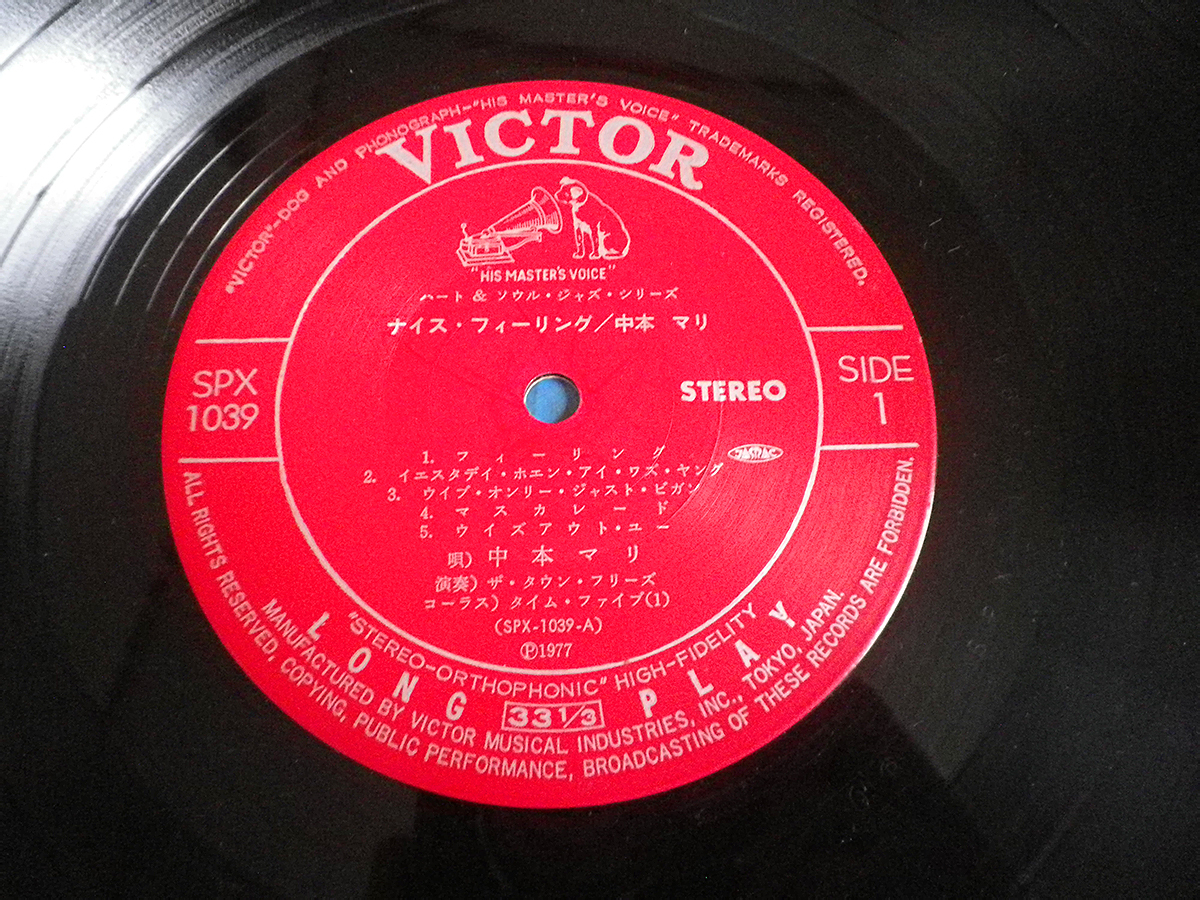 "VICTOR"–DOG AND PHONOGRAPH–"HIS MASTER'S VOICE" TRADEMARKS REGISTERED.
VICTOR
"HIS MASTER'S VOICE"
ハート & ソウル・ジャズ・シリーズ
ナイス・フィーリング/中本 マリ
SPX
1039
STEREO
SIDE
1
JASRAC
1. フィーリング
2. イエスタデイ・ホエン・アイ・ワズ・ヤング
3. ウイブ・オンリー・ジャスト・ビガン
4. マスカレード
5. ウイズアウト・ユー
唄) 中本マリ
演奏) ザ・タウン・フリーズ
コーラス) タイム・ファイブ(1)
(SPX-1039-A)
Ⓟ1977
"STEREO–ORTHOPHONIC" HIGH–FIDELITY
LONG 33 1/3 PLAY
MANUFACTURED BY VICTOR MUSICAL INDUSTRIES, INC., TOKYO, JAPAN.
ALL RIGHTS RESERVED, COPYING, PUBLIC PERFORMANCE, BROADCASTING OF THESE RECORDS ARE FORBIDDEN.